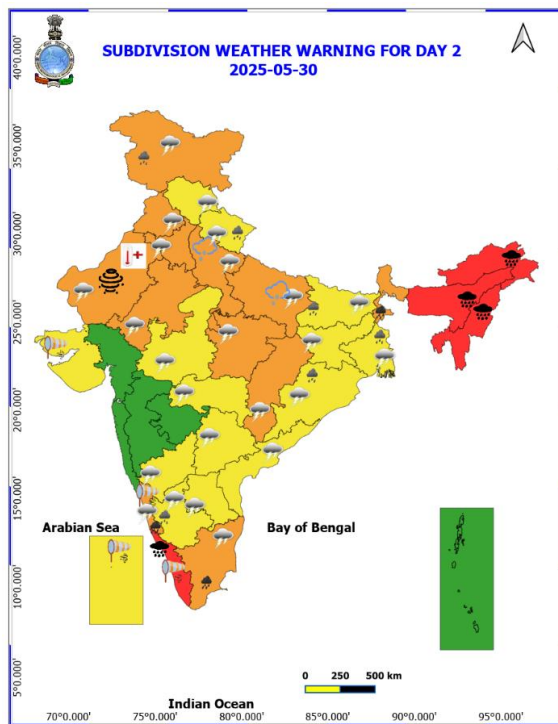 SUBDIVISION WEATHER WARNING FOR DAY 2
2025-05-30
40°0.000'
35°0.000'
30°0.000'
25°0.000'
20°0.000'
15°0.000'
10°0.000'
5°0.000'
Arabian Sea
Bay of Bengal
0 250 500 km
Indian Ocean
70°0.000' 75°0.000' 80°0.000' 85°0.000' 90°0.000' 95°0.000'